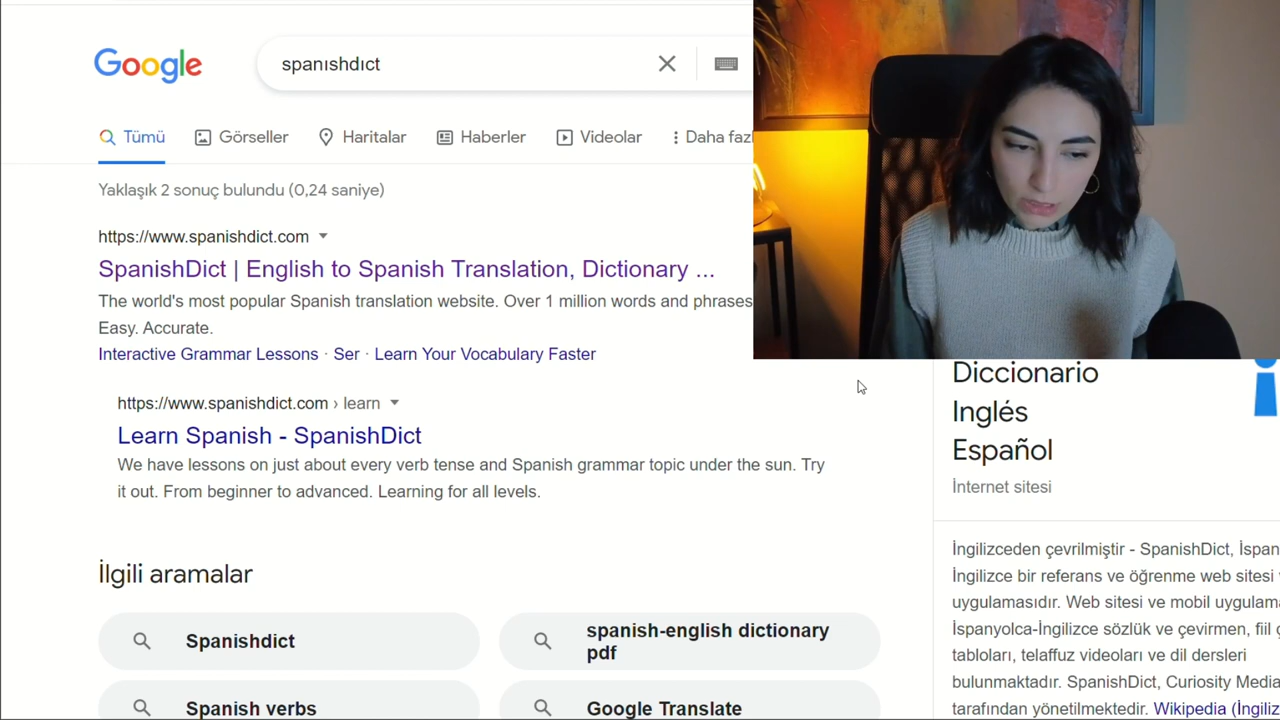 Google
spanıshdıct
Tümü
Görseller
Haritalar
Haberler
Videolar
Yaklaşık 2 sonuç bulundu (0,24 saniye)
https://www.spanishdict.com
SpanishDict | English to Spanish Translation, Dictionary ...
The world's most popular Spanish translation website. Over 1 million words and phrases
Easy. Accurate.
Interactive Grammar Lessons · Ser · Learn Your Vocabulary Faster
https://www.spanishdict.com › learn
Learn Spanish - SpanishDict
We have lessons on just about every verb tense and Spanish grammar topic under the sun. Try
it out. From beginner to advanced. Learning for all levels.
İlgili aramalar
Spanishdict
spanish-english dictionary
pdf
Spanish verbs
Google Translate
Diccionario
Inglés
Español
İnternet sitesi
İngilizceden çevrilmiştir - SpanishDict,
İngilizce bir referans ve öğrenme web sitesi
uygulamasıdır. Web sitesi ve mobil
İspanyolca-İngilizce sözlük ve çevirmen, fiil
tabloları, telaffuz videoları ve dil dersleri
bulunmaktadır. SpanishDict, Curiosity Media
tarafından yönetilmektedir. Wikipedia